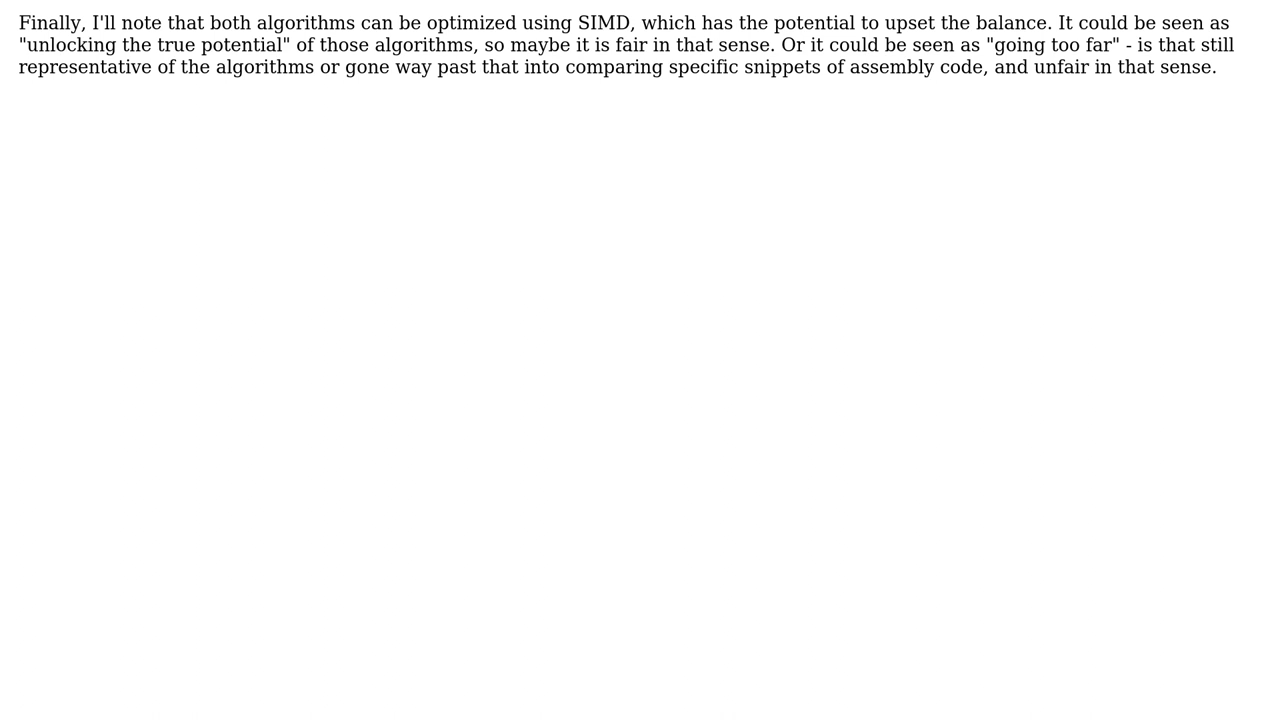 Finally, I'll note that both algorithms can be optimized using SIMD, which has the potential to upset the balance. It could be seen as
"unlocking the true potential" of those algorithms, so maybe it is fair in that sense. Or it could be seen as "going too far" - is that still
representative of the algorithms or gone way past that into comparing specific snippets of assembly code, and unfair in that sense.